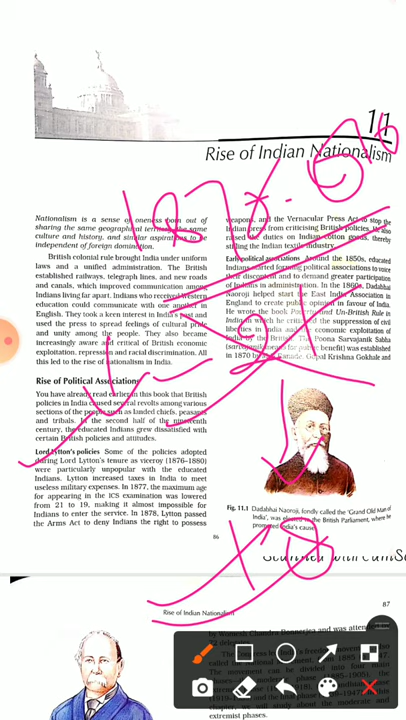 11
Rise of Indian Nationalism
Nationalism is a sense of oneness born out of
sharing the same geographical territory, the same
culture and history, and similar aspirations to be
independent of foreign domination.
British colonial rule brought India under uniform
laws and a unified administration. The British
established railways, telegraph lines, and new roads
and canals, which improved communication among
Indians living far apart. Indians who received Western
education could communicate with one another in
English. They took a keen interest in India's past and
used the press to spread feelings of cultural pride
and unity among the people. They also became
increasingly aware and critical of British rule, its
exploitation, repression and racial discrimination. All
this led to the rise of nationalism in India.
Rise of Political Associations
You have already read earlier in this book that British
policies in India caused several revolts among various
sections of the people such as landed chiefs, peasants
and tribals. In the second half of the nineteenth
century, the educated Indians grew dissatisfied with
certain British policies and attitudes.
Lord Lytton's policies Some of the policies adopted
during Lord Lytton's tenure as viceroy (1876–1880)
were particularly unpopular with the educated
Indians. Lytton increased taxes in India to meet
useless military expenses. In 1877, the maximum age
for appearing in the ICS examination was lowered
from 21 to 19, making it almost impossible for
Indians to enter the service. In 1878, Lytton passed
the Arms Act to deny Indians the right to possess
weapons, and the Vernacular Press Act to stop the
Indian press from criticising British policies. He also
raised the duties on Indian cotton goods, thereby
stifling the Indian textile industry.
Early political associations Around the 1850s, educated
Indians started forming political associations to voice
their discontent and to demand greater participation
of Indians in administration. In the 1860s, Dadabhai
Naoroji helped start the East India Association in
England to create public opinion in favour of India.
He wrote the book Poverty and Un-British Rule in
India in which he criticised the suppression of civil
liberties in India and the economic exploitation of
India by the British. The Poona Sarvajanik Sabha
(sarvajanik means for public benefit) was established
in 1870 by Ranade, Gopal Krishna Gokhale and
Fig. 11.1 Dadabhai Naoroji, fondly called the 'Grand Old Man of
India', was elected to the British Parliament, where he
promoted India's cause.
86
Scanned with CamSc
Rise of Indian Nationalism
87
by Womesh Chandra Bonnerjee and was attended
extremist phases.